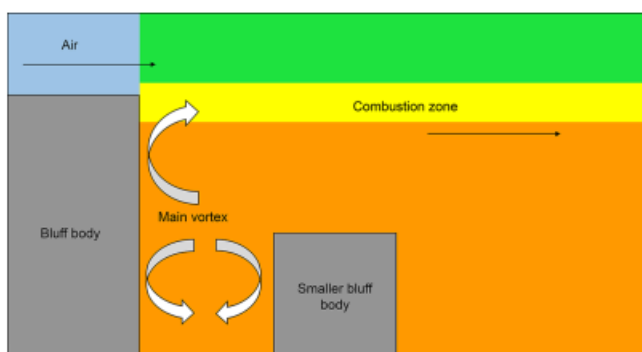 Air
Combustion zone
Main vortex
Bluff body
Smaller bluff
body